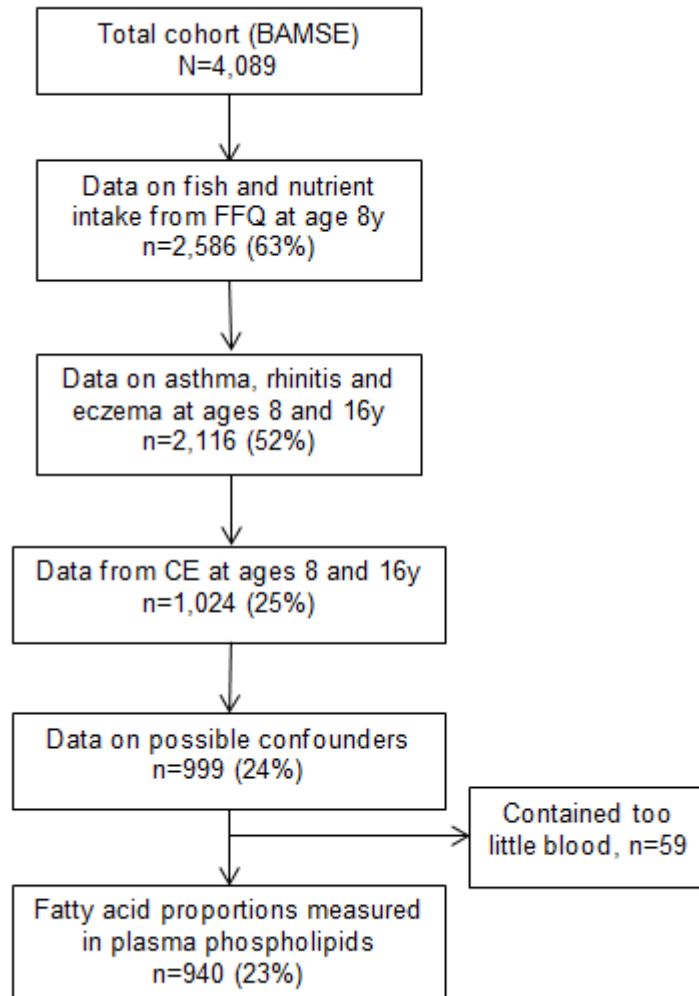 Total cohort (BAMSE)
N=4,089
Data on fish and nutrient
intake from FFQ at age 8y
n=2,586 (63%)
Data on asthma, rhinitis and
eczema at ages 8 and 16y
n=2,116 (52%)
Data from CE at ages 8 and 16y
n=1,024 (25%)
Data on possible confounders
n=999 (24%)
Contained too
little blood, n=59
Fatty acid proportions measured
in plasma phospholipids
n=940 (23%)